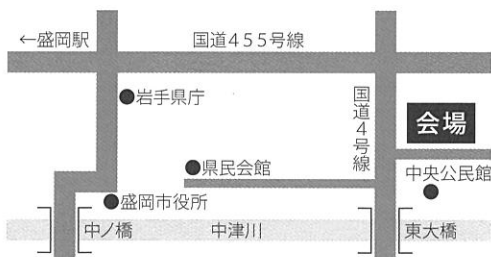 ←盛岡駅
国道455号線
岩手県庁
国道4号線
会場
県民会館
中央公民館
盛岡市役所
中ノ橋
中津川
東大橋